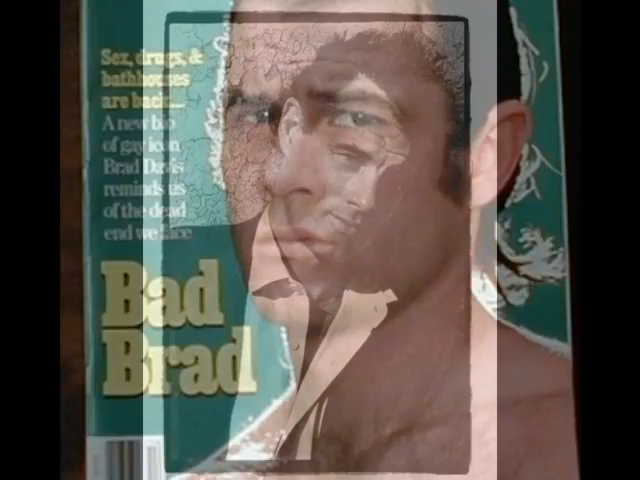 Sex, drugs, &
bathhouses
are back...
A new bio
of gay icon
Brad Davis
reminds us
of the dead
end we face
Bad
Brad